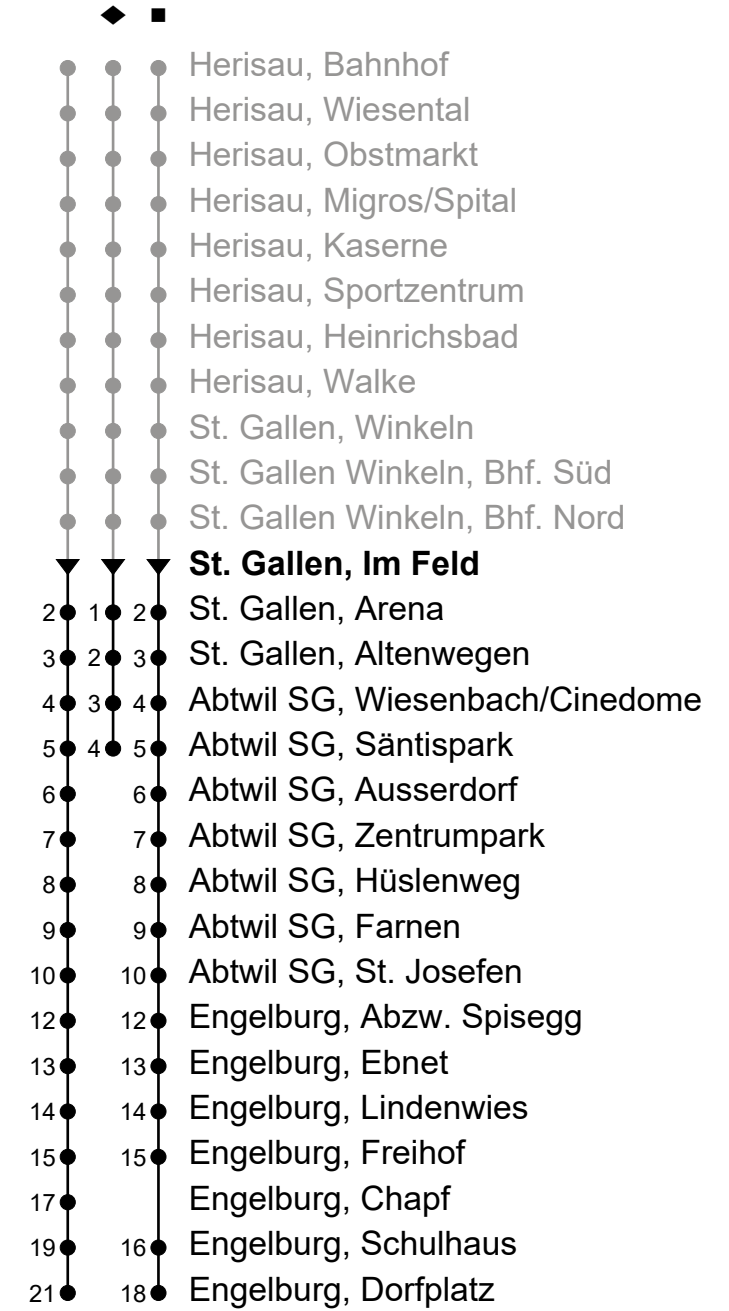 Herisau, Bahnhof
Herisau, Wiesental
Herisau, Obstmarkt
Herisau, Migros/Spital
Herisau, Kaserne
Herisau, Sportzentrum
Herisau, Heinrichsbad
Herisau, Walke
St. Gallen, Winkeln
St. Gallen Winkeln, Bhf. Süd
St. Gallen Winkeln, Bhf. Nord
St. Gallen, Im Feld
2 1 2 St. Gallen, Arena
3 2 3 St. Gallen, Altenwegen
4 3 4 Abtwil SG, Wiesenbach/Cinedome
5 4 5 Abtwil SG, Säntispark
6 6 Abtwil SG, Ausserdorf
7 7 Abtwil SG, Zentrumpark
8 8 Abtwil SG, Hüslenweg
9 9 Abtwil SG, Farnen
10 10 Abtwil SG, St. Josefen
12 12 Engelburg, Abzw. Spisegg
13 13 Engelburg, Ebnet
14 14 Engelburg, Lindenwies
15 15 Engelburg, Freihof
17 Engelburg, Chapf
19 16 Engelburg, Schulhaus
21 18 Engelburg, Dorfplatz